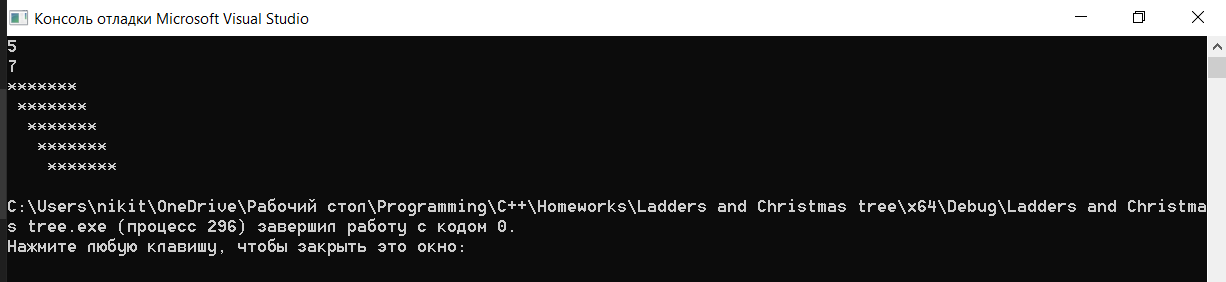 Консоль отладки Microsoft Visual Studio
5
7
*******
 *******
  *******
   *******
    *******
C:\Users\nikit\OneDrive\Рабочий стол\Programming\C++\Homeworks\Ladders and Christmas tree\x64\Debug\Ladders and Christma
s tree.exe (процесс 296) завершил работу с кодом 0.
Нажмите любую клавишу, чтобы закрыть это окно: